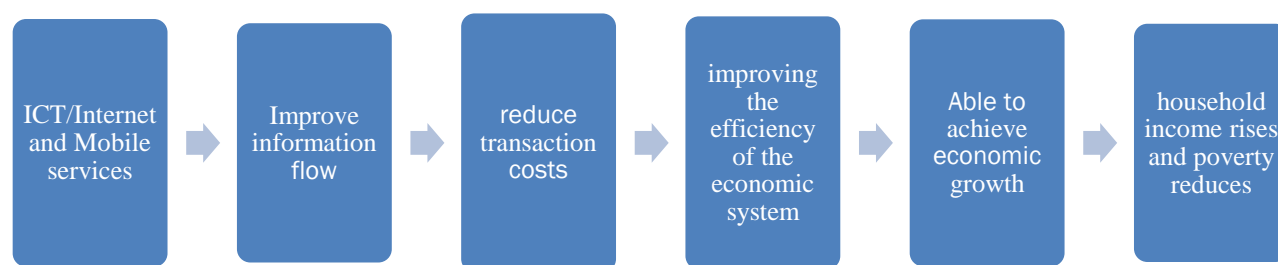 ICT/Internet
and Mobile
services
Improve
information
flow
reduce
transaction
costs
improving
the
efficiency
of the
economic
system
Able to
achieve
economic
growth
household
income rises
and poverty
reduces